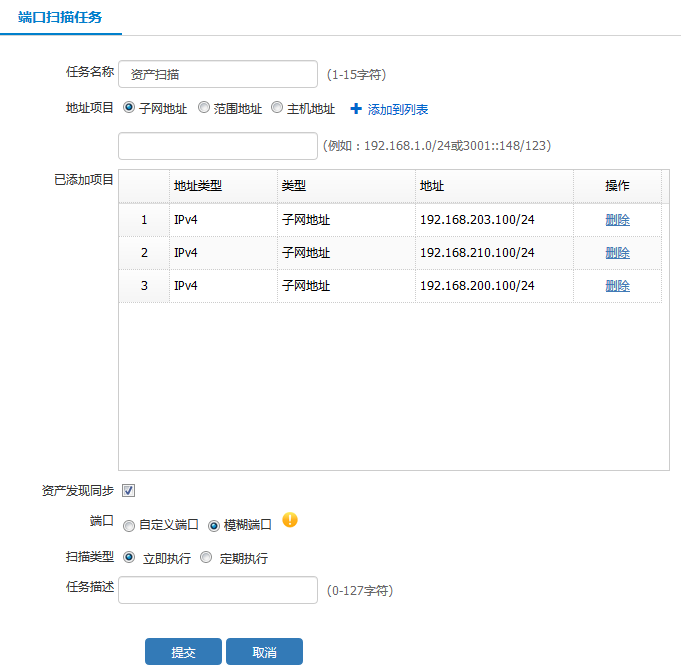 端口扫描任务
任务名称 资产扫描 (1-15字符)
地址项目 子网地址 范围地址 主机地址 添加到列表
(例如：192.168.1.0/24或3001::148/123)
已添加项目 地址类型 类型 地址 操作
1 IPv4 子网地址 192.168.203.100/24 删除
2 IPv4 子网地址 192.168.210.100/24 删除
3 IPv4 子网地址 192.168.200.100/24 删除
资产发现同步
端口 自定义端口 模糊端口
扫描类型 立即执行 定期执行
任务描述 (0-127字符)
提交 取消